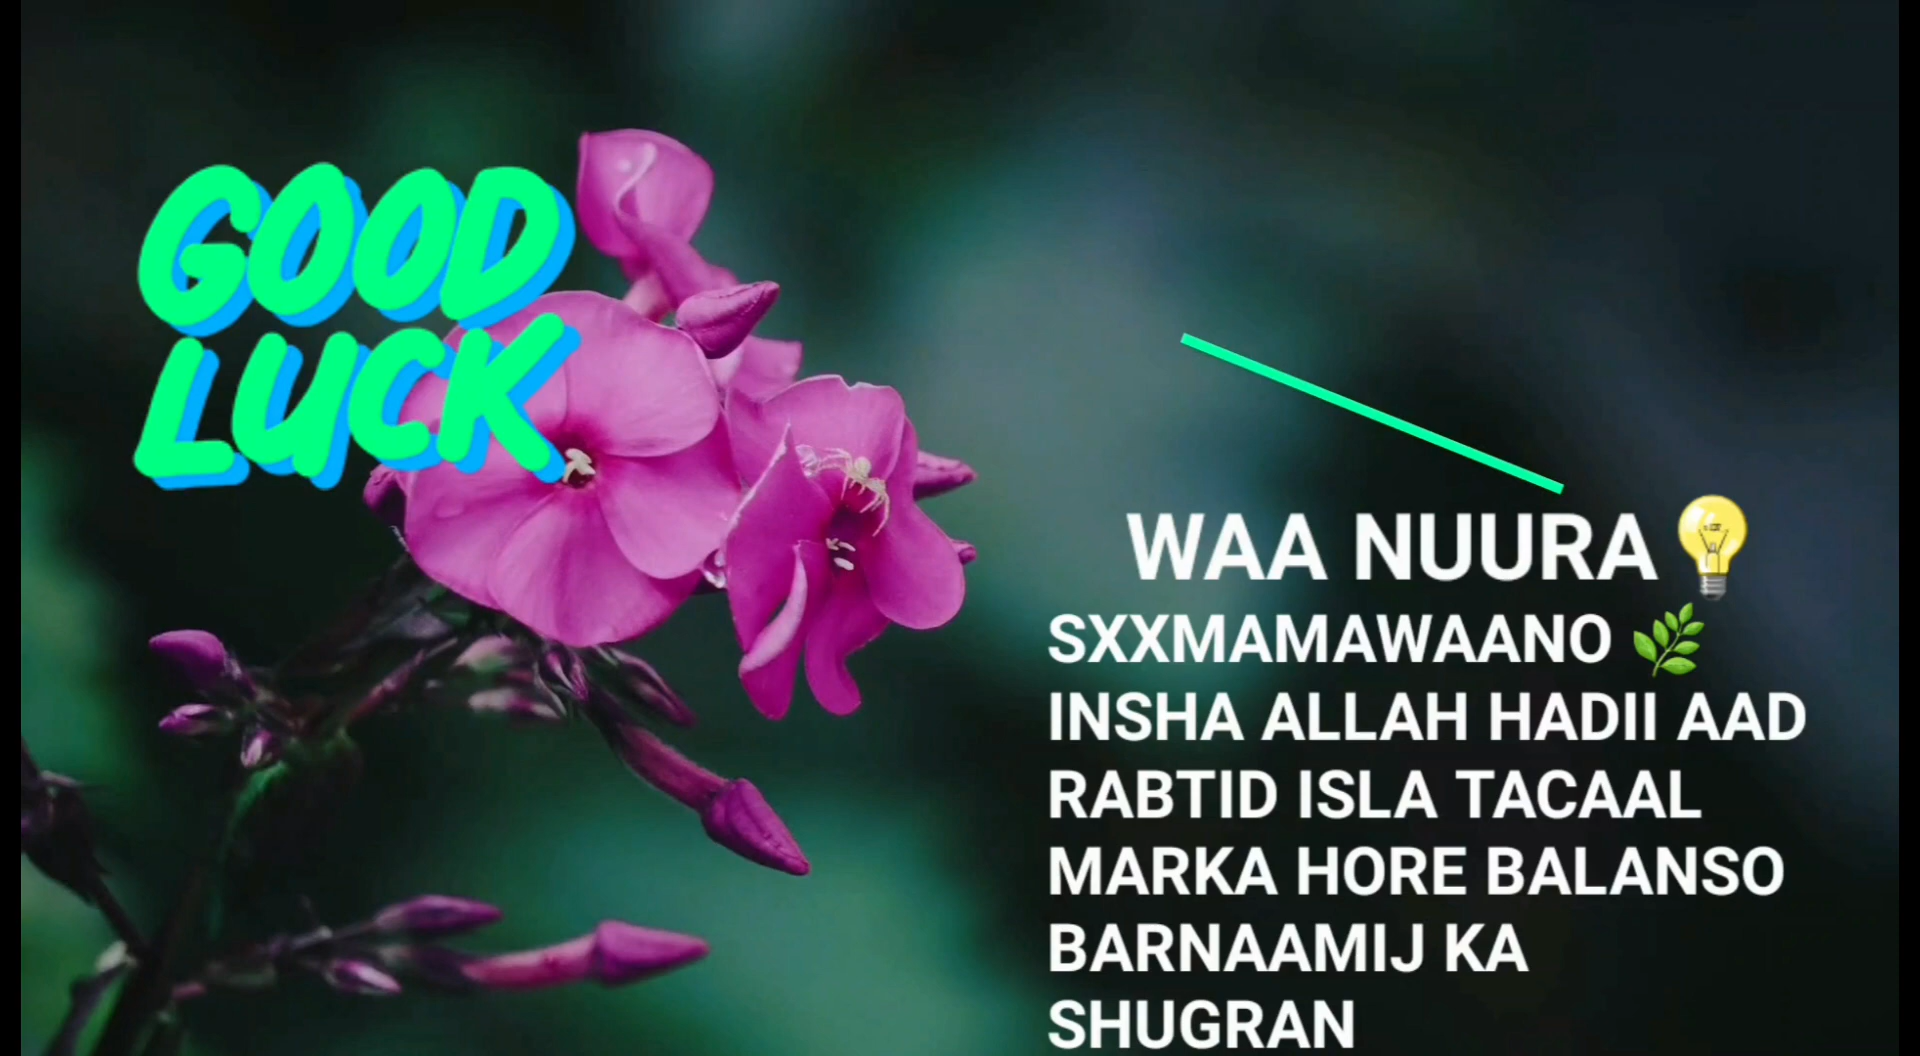 GOOD
LUCK
WAA NUURA💡
SXXMAMAWAANO 🌿
INSHA ALLAH HADII AAD
RABTID ISLA TACAAL
MARKA HORE BALANSO
BARNAAMIJ KA
SHUGRAN